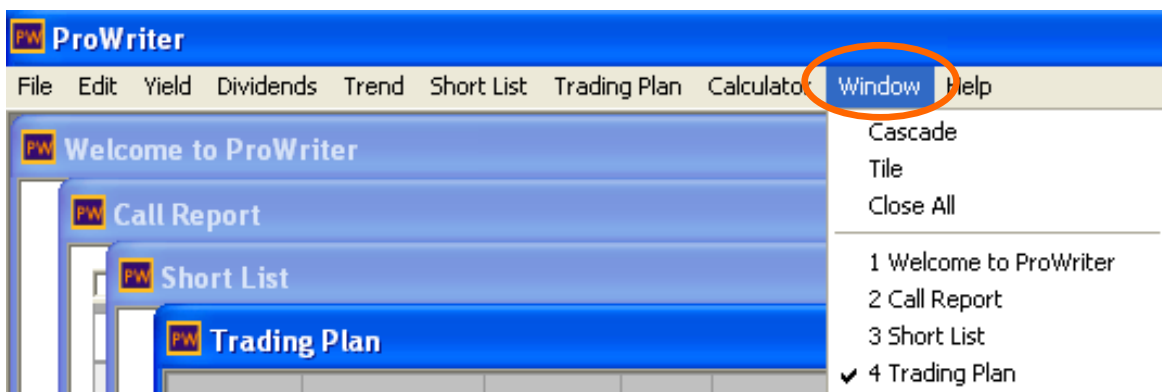 PW ProWriter
File Edit Yield Dividends Trend Short List Trading Plan Calculator Window Help
PW Welcome to ProWriter
PW Call Report
PW Short List
PW Trading Plan
Cascade
Tile
Close All
1 Welcome to ProWriter
2 Call Report
3 Short List
4 Trading Plan